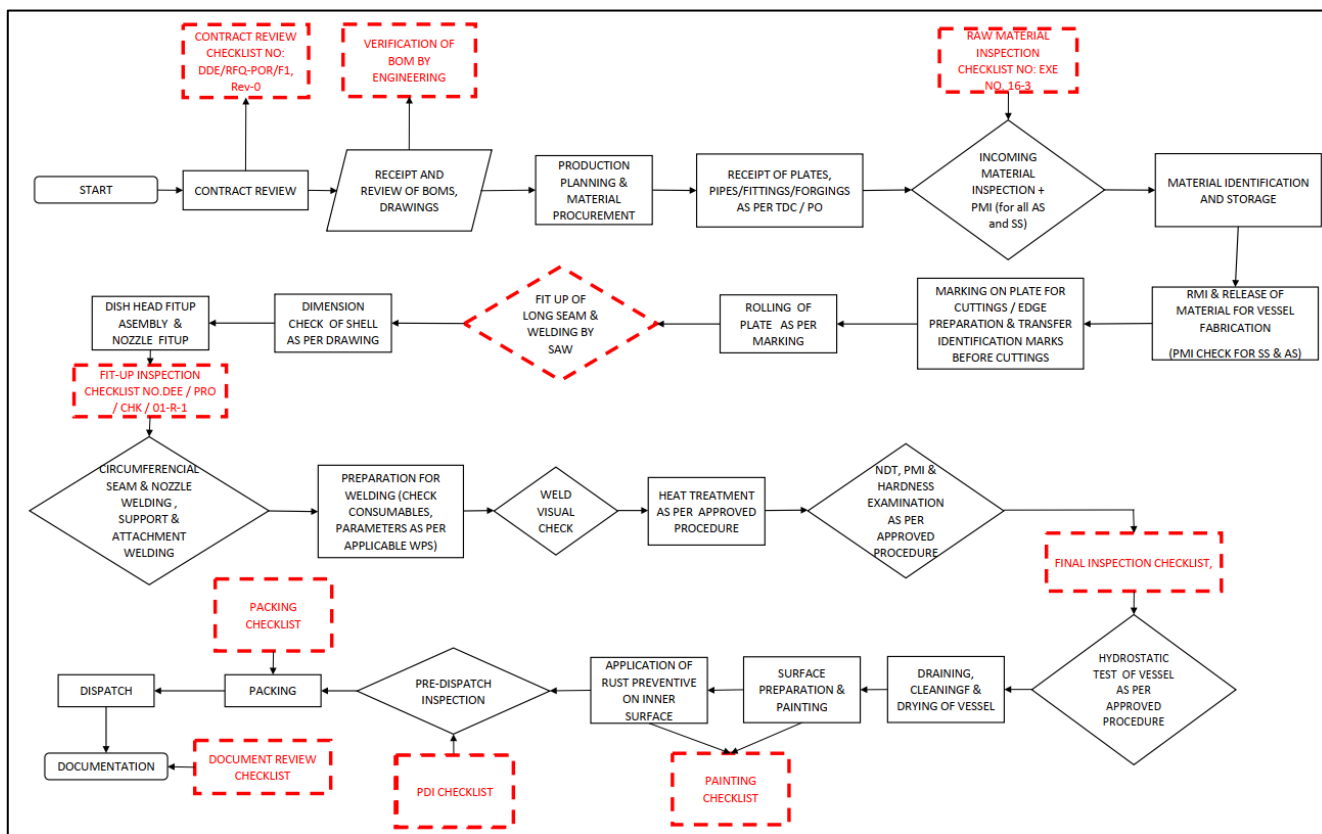 CONTRACT REVIEW
CHECKLIST NO:
DDE/RFQ-POR/F1,
Rev-0
VERIFICATION OF
BOM BY
ENGINEERING
RAW MATERIAL
INSPECTION
CHECKLIST NO: EXE
NO. 16-3
START
CONTRACT REVIEW
RECEIPT AND
REVIEW OF BOMS,
DRAWINGS
PRODUCTION
PLANNING &
MATERIAL
PROCUREMENT
RECEIPT OF PLATES,
PIPES/FITTINGS/FORGINGS
AS PER TDC / PO
INCOMING
MATERIAL
INSPECTION +
PMI (for all AS
and SS)
MATERIAL IDENTIFICATION
AND STORAGE
RMI & RELEASE OF
MATERIAL FOR VESSEL
FABRICATION
(PMI CHECK FOR SS & AS)
MARKING ON PLATE FOR
CUTTINGS / EDGE
PREPARATION & TRANSFER
IDENTIFICATION MARKS
BEFORE CUTTINGS
ROLLING OF
PLATE AS PER
MARKING
FIT UP OF
LONG SEAM &
WELDING BY
SAW
DIMENSION
CHECK OF SHELL
AS PER DRAWING
DISH HEAD FITUP
ASEMBLY &
NOZZLE FITUP
FIT-UP INSPECTION
CHECKLIST NO.DEE / PRO
/ CHK / 01-R-1
CIRCUMFERENCIAL
SEAM & NOZZLE
WELDING ,
SUPPORT &
ATTACHMENT
WELDING
PREPARATION FOR
WELDING (CHECK
CONSUMABLES,
PARAMETERS AS PER
APPLICABLE WPS)
WELD
VISUAL
CHECK
HEAT TREATMENT
AS PER APPROVED
PROCEDURE
NDT, PMI &
HARDNESS
EXAMINATION
AS PER
APPROVED
PROCEDURE
FINAL INSPECTION CHECKLIST,
HYDROSTATIC
TEST OF VESSEL
AS PER
APPROVED
PROCEDURE
DRAINING,
CLEANINGF &
DRYING OF VESSEL
SURFACE
PREPARATION &
PAINTING
APPLICATION OF
RUST PREVENTIVE
ON INNER
SURFACE
PAINTING
CHECKLIST
PRE-DISPATCH
INSPECTION
PDI CHECKLIST
PACKING
CHECKLIST
PACKING
DISPATCH
DOCUMENTATION
DOCUMENT REVIEW
CHECKLIST